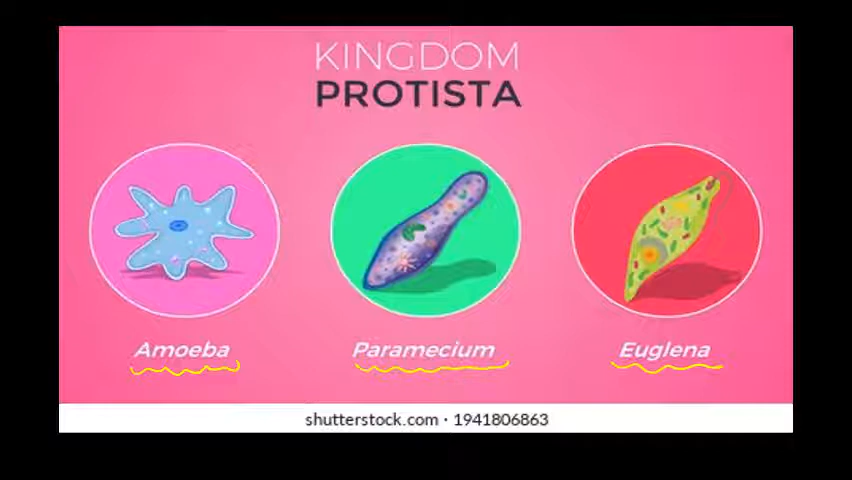 KINGDOM
PROTISTA
Amoeba Paramecium Euglena
shutterstock.com · 1941806863